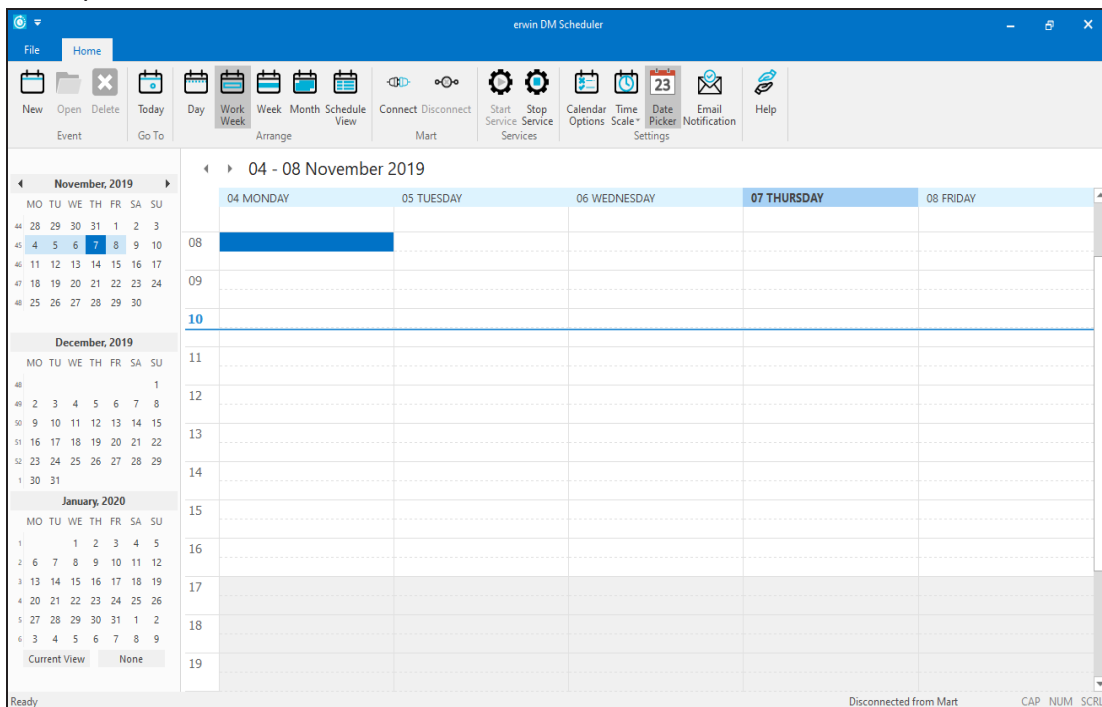 erwin DM Scheduler
File Home
New Open Delete Today Day Work Week Week Month Schedule View Connect Disconnect Start Service Stop Service Calendar Options Time Scale 23 Date Picker Email Notification Help
Event Go To Arrange Mart Services Settings
04 - 08 November 2019
04 MONDAY 05 TUESDAY 06 WEDNESDAY 07 THURSDAY 08 FRIDAY
08
09
10
11
12
13
14
15
16
17
18
19
November, 2019
MO TU WE TH FR SA SU
44 28 29 30 31 1 2 3
45 4 5 6 7 8 9 10
46 11 12 13 14 15 16 17
47 18 19 20 21 22 23 24
48 25 26 27 28 29 30
December, 2019
MO TU WE TH FR SA SU
48 1
49 2 3 4 5 6 7 8
50 9 10 11 12 13 14 15
51 16 17 18 19 20 21 22
52 23 24 25 26 27 28 29
1 30 31
January, 2020
MO TU WE TH FR SA SU
1 1 2 3 4 5
2 6 7 8 9 10 11 12
3 13 14 15 16 17 18 19
4 20 21 22 23 24 25 26
5 27 28 29 30 31 1 2
6 3 4 5 6 7 8 9
Current View None
Ready Disconnected from Mart CAP NUM SCRL